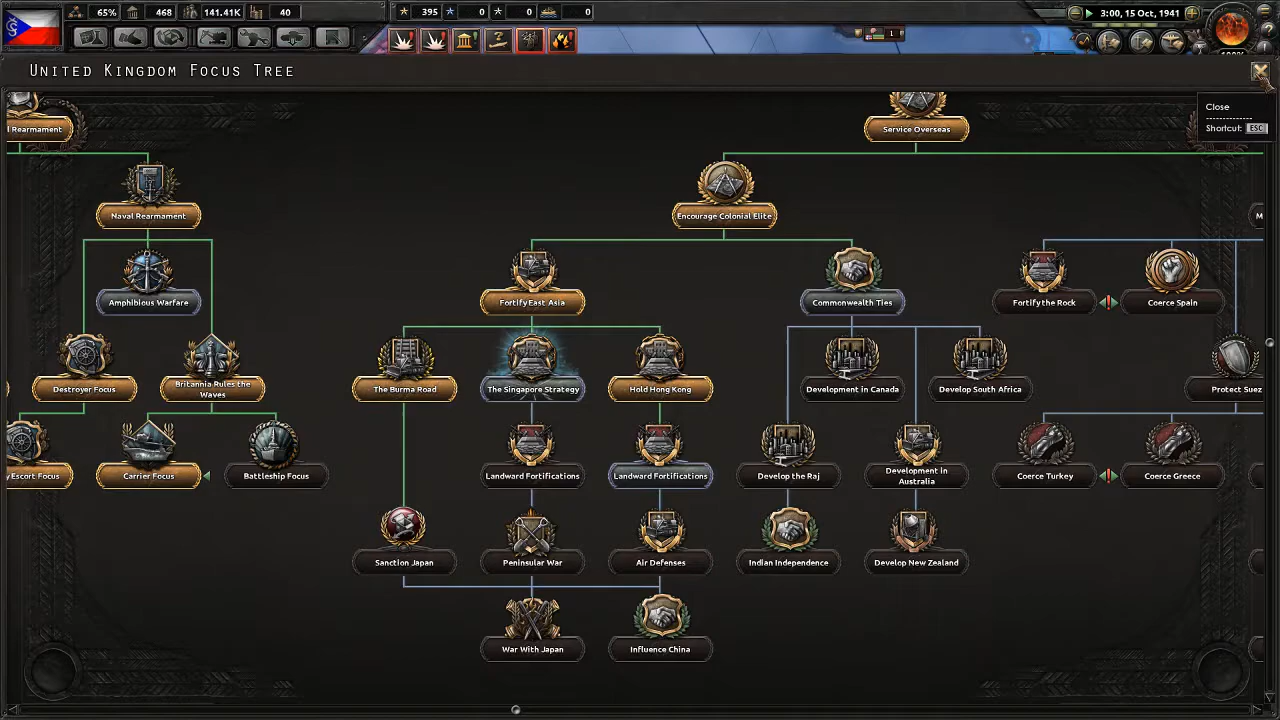 65%
468
141.41K
40
395
0
0
0
3:00, 15 Oct, 1941
1
United Kingdom Focus Tree
Close
Shortcut: ESC
l Rearmament
Service Overseas
Naval Rearmament
Encourage Colonial Elite
M
Amphibious Warfare
Fortify East Asia
Commonwealth Ties
Fortify the Rock
Coerce Spain
Destroyer Focus
Britannia Rules the
Waves
The Burma Road
The Singapore Strategy
Hold Hong Kong
Development in Canada
Develop South Africa
Protect Suez
y Escort Focus
Carrier Focus
Battleship Focus
Landward Fortifications
Landward Fortifications
Develop the Raj
Development in
Australia
Coerce Turkey
Coerce Greece
Sanction Japan
Peninsular War
Air Defenses
Indian Independence
Develop New Zealand
War With Japan
Influence China